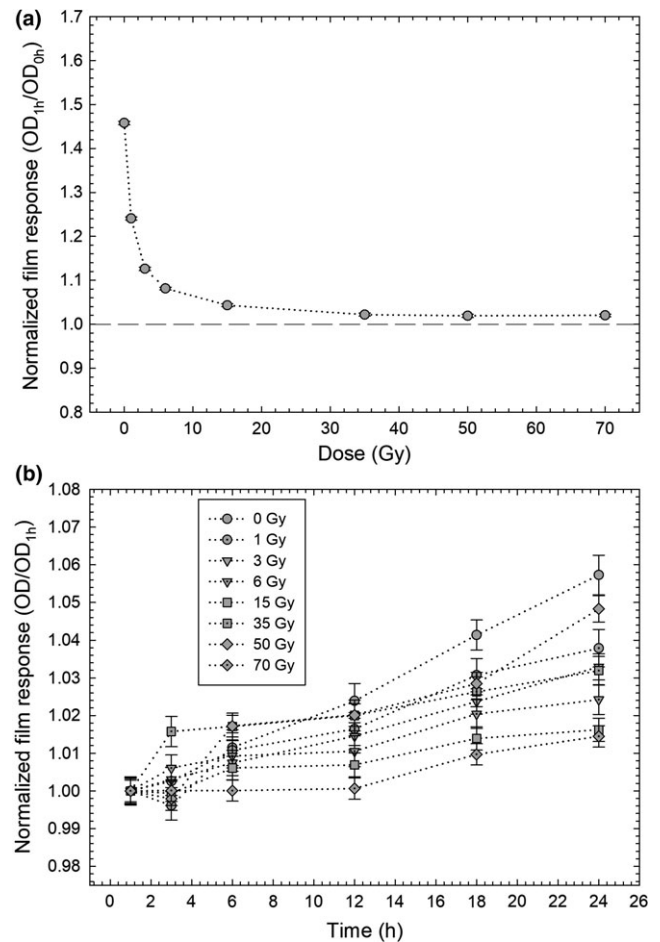 (a)
Normalized film response (OD1h/OD0h)
1.7
1.6
1.5
1.4
1.3
1.2
1.1
1.0
0.9
0.8
0 10 20 30 40 50 60 70
Dose (Gy)
(b)
Normalized film response (OD/OD1h)
1.08
1.07
1.06
1.05
1.04
1.03
1.02
1.01
1.00
0.99
0.98
0 Gy
1 Gy
3 Gy
6 Gy
15 Gy
35 Gy
50 Gy
70 Gy
0 2 4 6 8 10 12 14 16 18 20 22 24 26
Time (h)